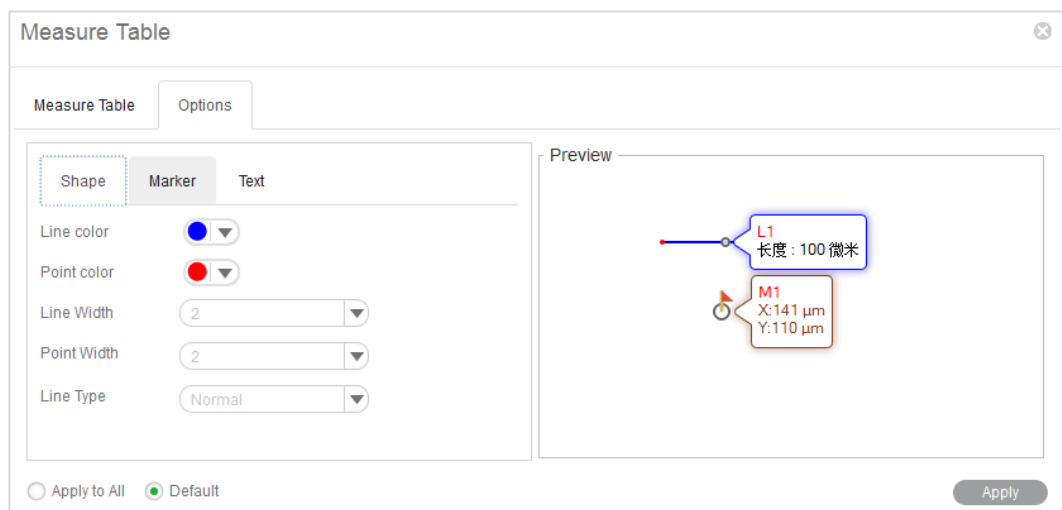 Measure Table
Measure Table
Options
Shape
Marker
Text
Line color
Point color
Line Width
2
Point Width
2
Line Type
Normal
Preview
L1
长度 : 100 微米
M1
X:141 μm
Y:110 μm
Apply to All
Default
Apply